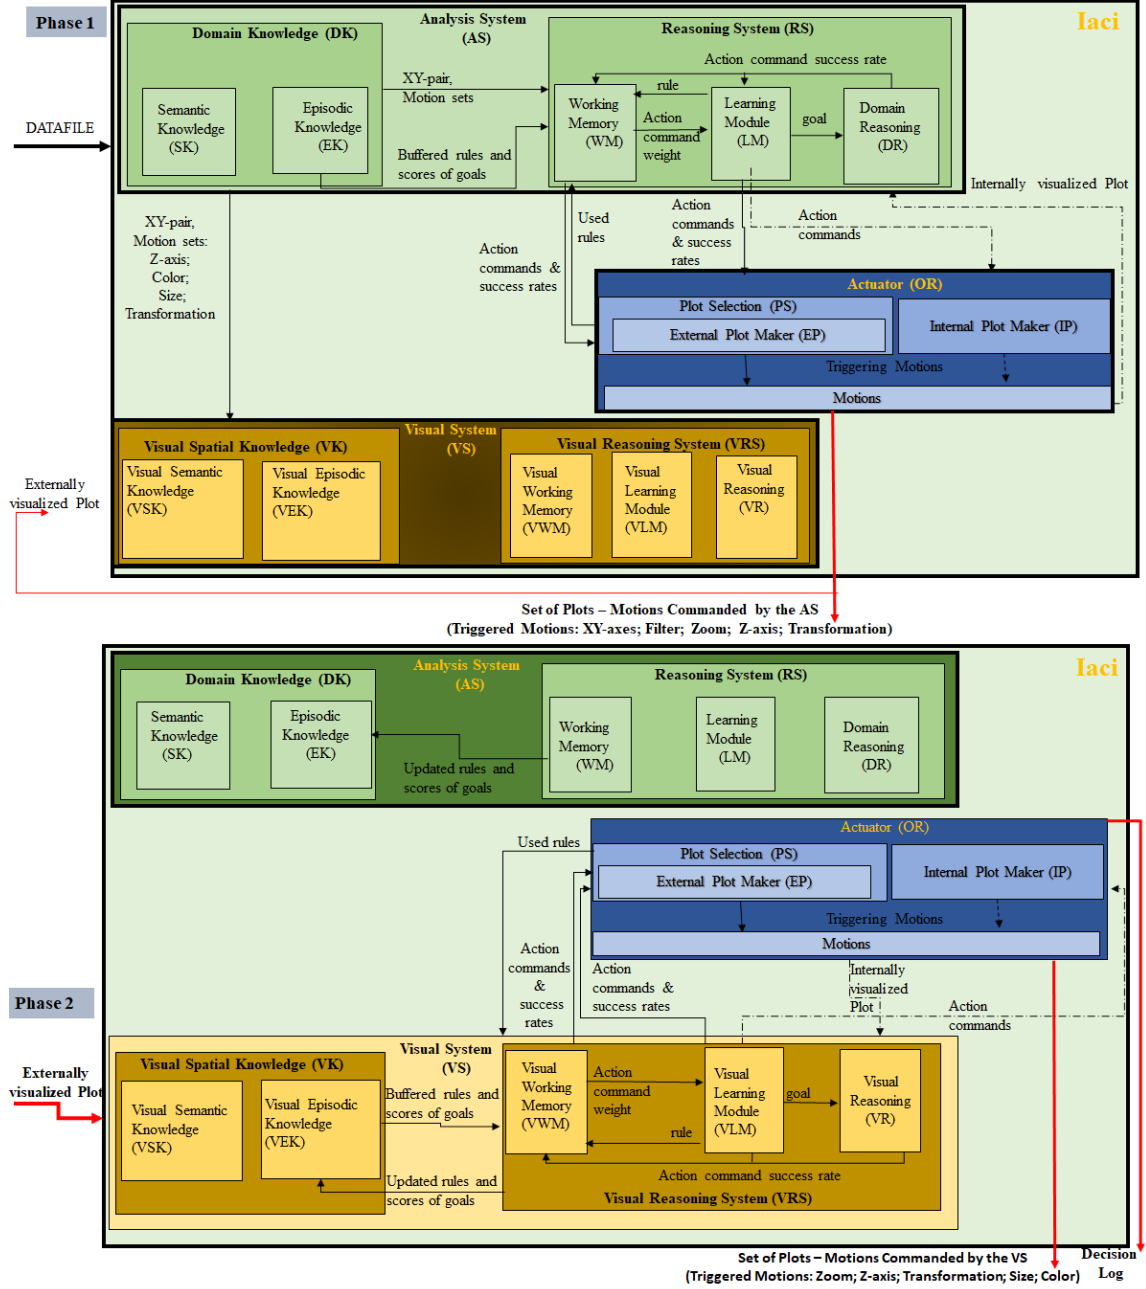 Phase 1
Iaci
Analysis System
(AS)
Domain Knowledge (DK)
Reasoning System (RS)
Action command success rate
XY-pair,
Motion sets
Semantic
Knowledge
(SK)
Episodic
Knowledge
(EK)
Working
Memory
(WM)
rule
Action
command
weight
Learning
Module
(LM)
goal
Domain
Reasoning
(DR)
DATAFILE
Buffered rules and
scores of goals
Internally visualized Plot
XY-pair,
Motion sets:
Z-axis;
Color;
Size;
Transformation
Action
commands &
success rates
Used
rules
Action
commands
& success
rates
Action
commands
Actuator (OR)
Plot Selection (PS)
External Plot Maker (EP)
Internal Plot Maker (IP)
Triggering Motions
Motions
Visual System
(VS)
Visual Spatial Knowledge (VK)
Visual Reasoning System (VRS)
Visual Semantic
Knowledge
(VSK)
Visual Episodic
Knowledge
(VEK)
Visual
Working
Memory
(VWM)
Visual
Learning
Module
(VLM)
Visual
Reasoning
(VR)
Externally
visualized Plot
Set of Plots – Motions Commanded by the AS
(Triggered Motions: XY-axes; Filter; Zoom; Z-axis; Transformation)
Iaci
Analysis System
(AS)
Domain Knowledge (DK)
Reasoning System (RS)
Semantic
Knowledge
(SK)
Episodic
Knowledge
(EK)
Working
Memory
(WM)
Learning
Module
(LM)
Domain
Reasoning
(DR)
Updated rules and
scores of goals
Actuator (OR)
Used rules
Plot Selection (PS)
External Plot Maker (EP)
Internal Plot Maker (IP)
Triggering Motions
Motions
Action
commands
&
success
rates
Action
commands &
success rates
Internally
visualized
Plot
Action
commands
Phase 2
Visual System
(VS)
Visual Spatial Knowledge (VK)
Externally
visualized Plot
Visual Semantic
Knowledge
(VSK)
Visual Episodic
Knowledge
(VEK)
Buffered rules and
scores of goals
Visual
Working
Memory
(VWM)
Action
command
weight
rule
Visual
Learning
Module
(VLM)
goal
Visual
Reasoning
(VR)
Action command success rate
Updated rules and
scores of goals
Visual Reasoning System (VRS)
Set of Plots – Motions Commanded by the VS
(Triggered Motions: Zoom; Z-axis; Transformation; Size; Color)
Decision
Log